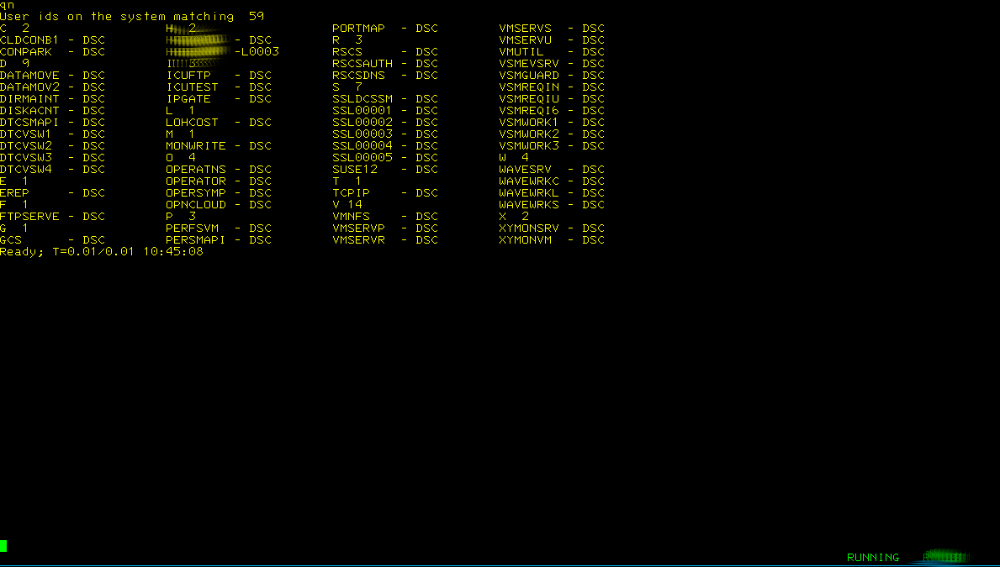 qn
User ids on the system matching  59
C  2                  H  2                  PORTMAP  - DSC        VMSERVS  - DSC
CLDCONB1 - DSC                 - DSC        R  3                  VMSERVU  - DSC
CONPARK  - DSC                 -L0003       RSCS     - DSC        VMUTIL   - DSC
D  9                  I  3                  RSCSAUTH - DSC        VSMEVSRV - DSC
DATAMOVE - DSC        ICUFTP   - DSC        RSCSDNS  - DSC        VSMGUARD - DSC
DATAMOV2 - DSC        ICUTEST  - DSC        S  7                  VSMREQIN - DSC
DIRMAINT - DSC        IPGATE   - DSC        SSLDCSSM - DSC        VSMREQIU - DSC
DISKACNT - DSC        L  1                  SSL00001 - DSC        VSMREQI6 - DSC
DTCSMAPI - DSC        LOHCOST  - DSC        SSL00002 - DSC        VSMWORK1 - DSC
DTCVSW1  - DSC        M  1                  SSL00003 - DSC        VSMWORK2 - DSC
DTCVSW2  - DSC        MONWRITE - DSC        SSL00004 - DSC        VSMWORK3 - DSC
DTCVSW3  - DSC        O  4                  SSL00005 - DSC        W  4
DTCVSW4  - DSC        OPERATNS - DSC        SUSE12   - DSC        WAVESRV  - DSC
E  1                  OPERATOR - DSC        T  1                  WAVEWRKC - DSC
EREP     - DSC        OPERSYMP - DSC        TCPIP    - DSC        WAVEWRKL - DSC
F  1                  OPNCLOUD - DSC        V 14                  WAVEWRKS - DSC
FTPSERVE - DSC        P  3                  VMNFS    - DSC        X  2
G  1                  PERFSVM  - DSC        VMSERVP  - DSC        XYMONSRV - DSC
GCS      - DSC        PERSMAPI - DSC        VMSERVR  - DSC        XYMONVM  - DSC
Ready; T=0.01/0.01 10:45:08
RUNNING